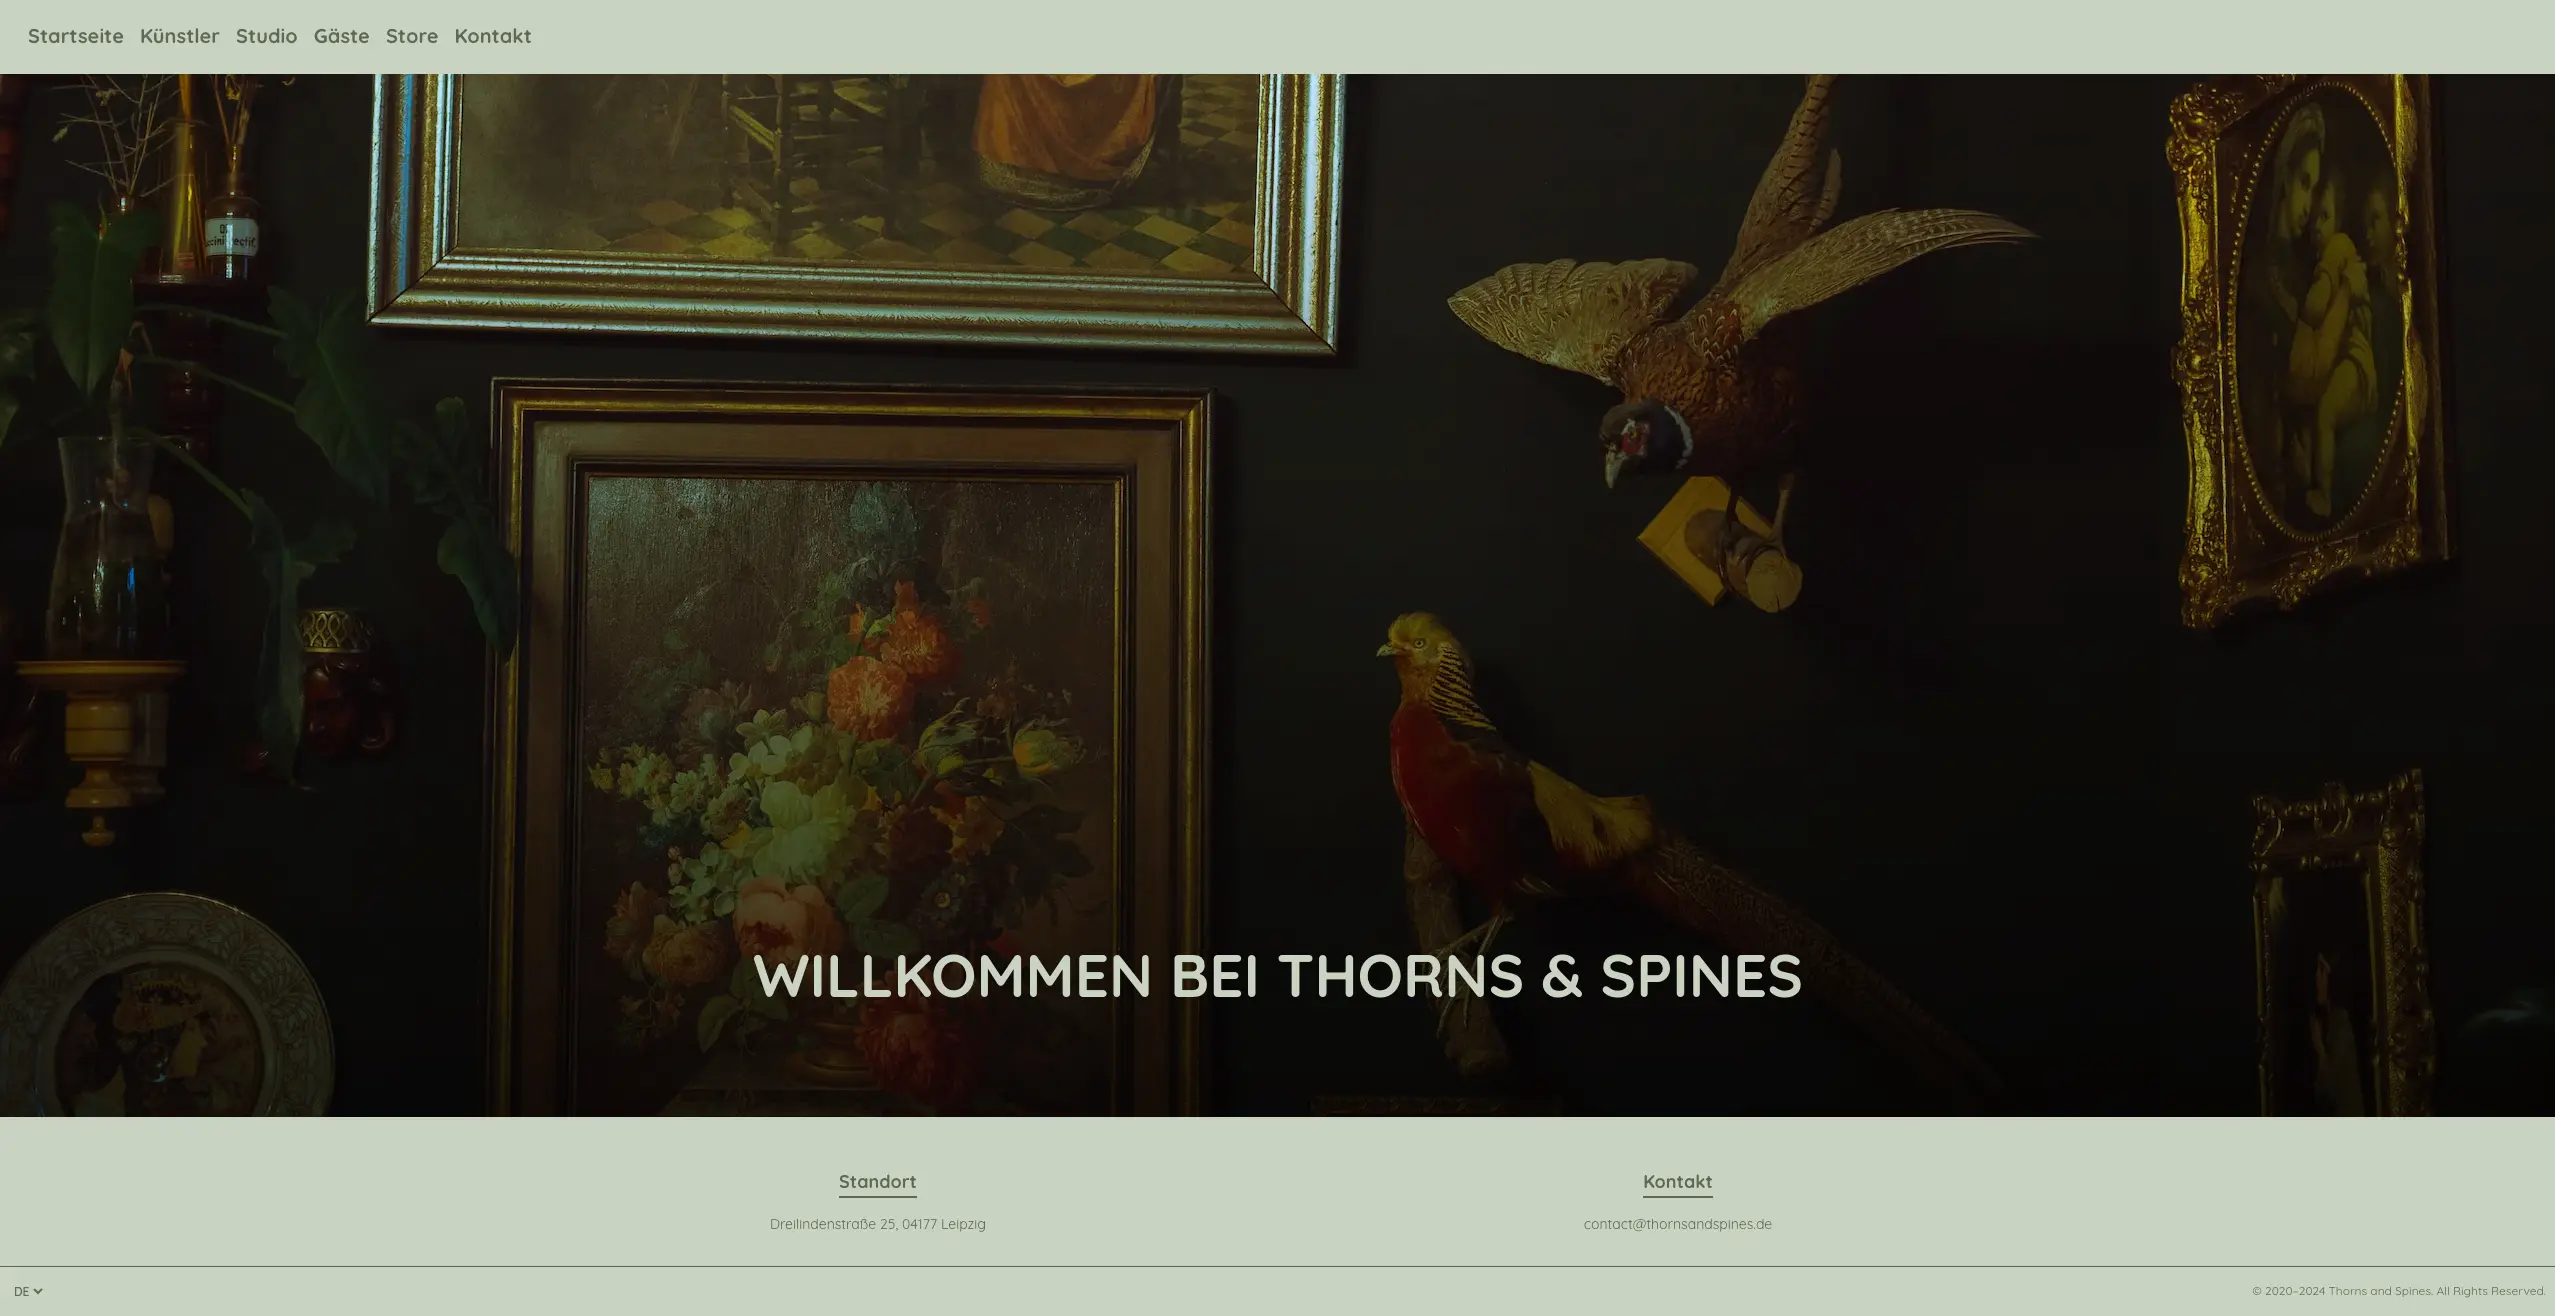 Startseite Künstler Studio Gäste Store Kontakt
WILLKOMMEN BEI THORNS & SPINES
Standort
Dreilindenstraße 25, 04177 Leipzig
Kontakt
contact@thornsandspines.de
DE
© 2020–2024 Thorns and Spines. All Rights Reserved.